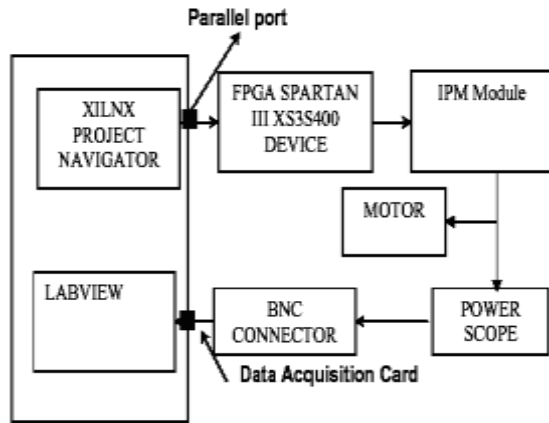 Parallel port
XILNX
PROJECT
NAVIGATOR
FPGA SPARTAN
III XS3S400
DEVICE
IPM Module
MOTOR
LABVIEW
BNC
CONNECTOR
POWER
SCOPE
Data Acquisition Card